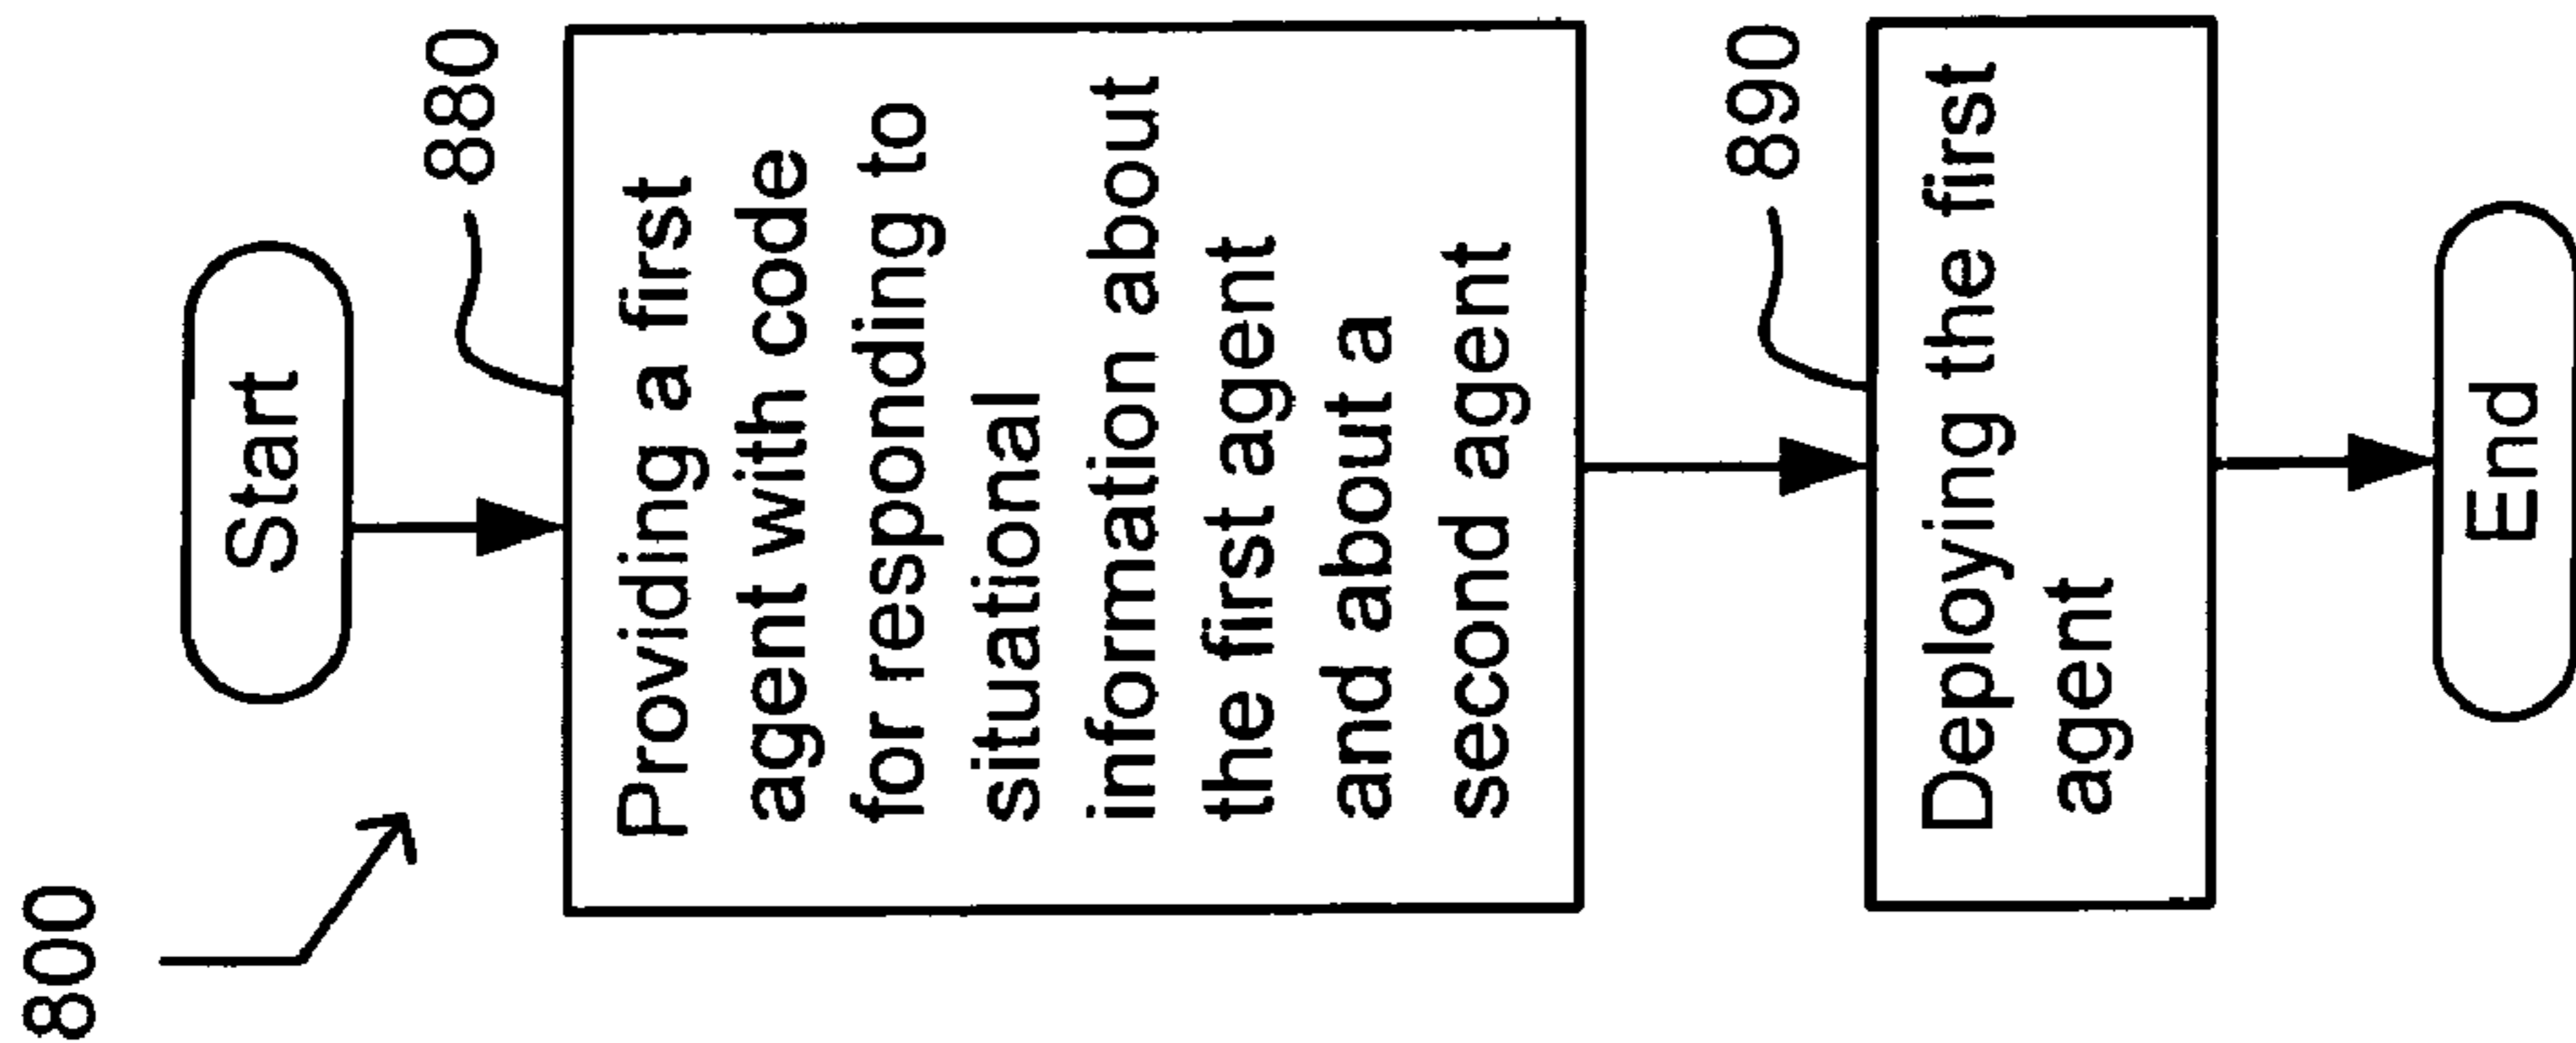 800
Start
880
Providing a first
agent with code
for responding to
situational
information about
the first agent
and about a
second agent
890
Deploying the first
agent
End